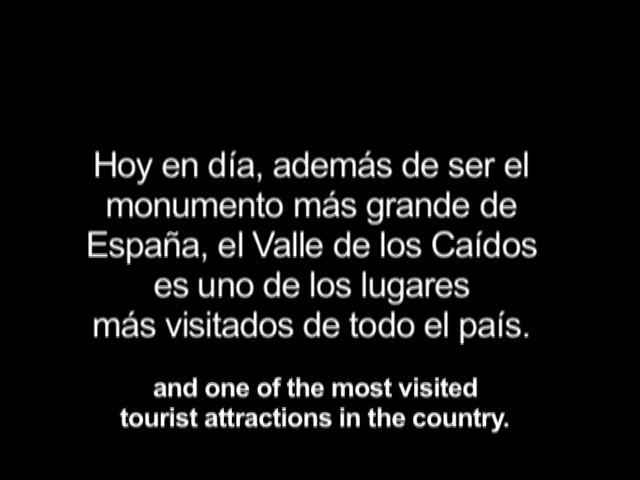 Hoy en día, además de ser el
monumento más grande de
España, el Valle de los Caídos
es uno de los lugares
más visitados de todo el país.
and one of the most visited
tourist attractions in the country.